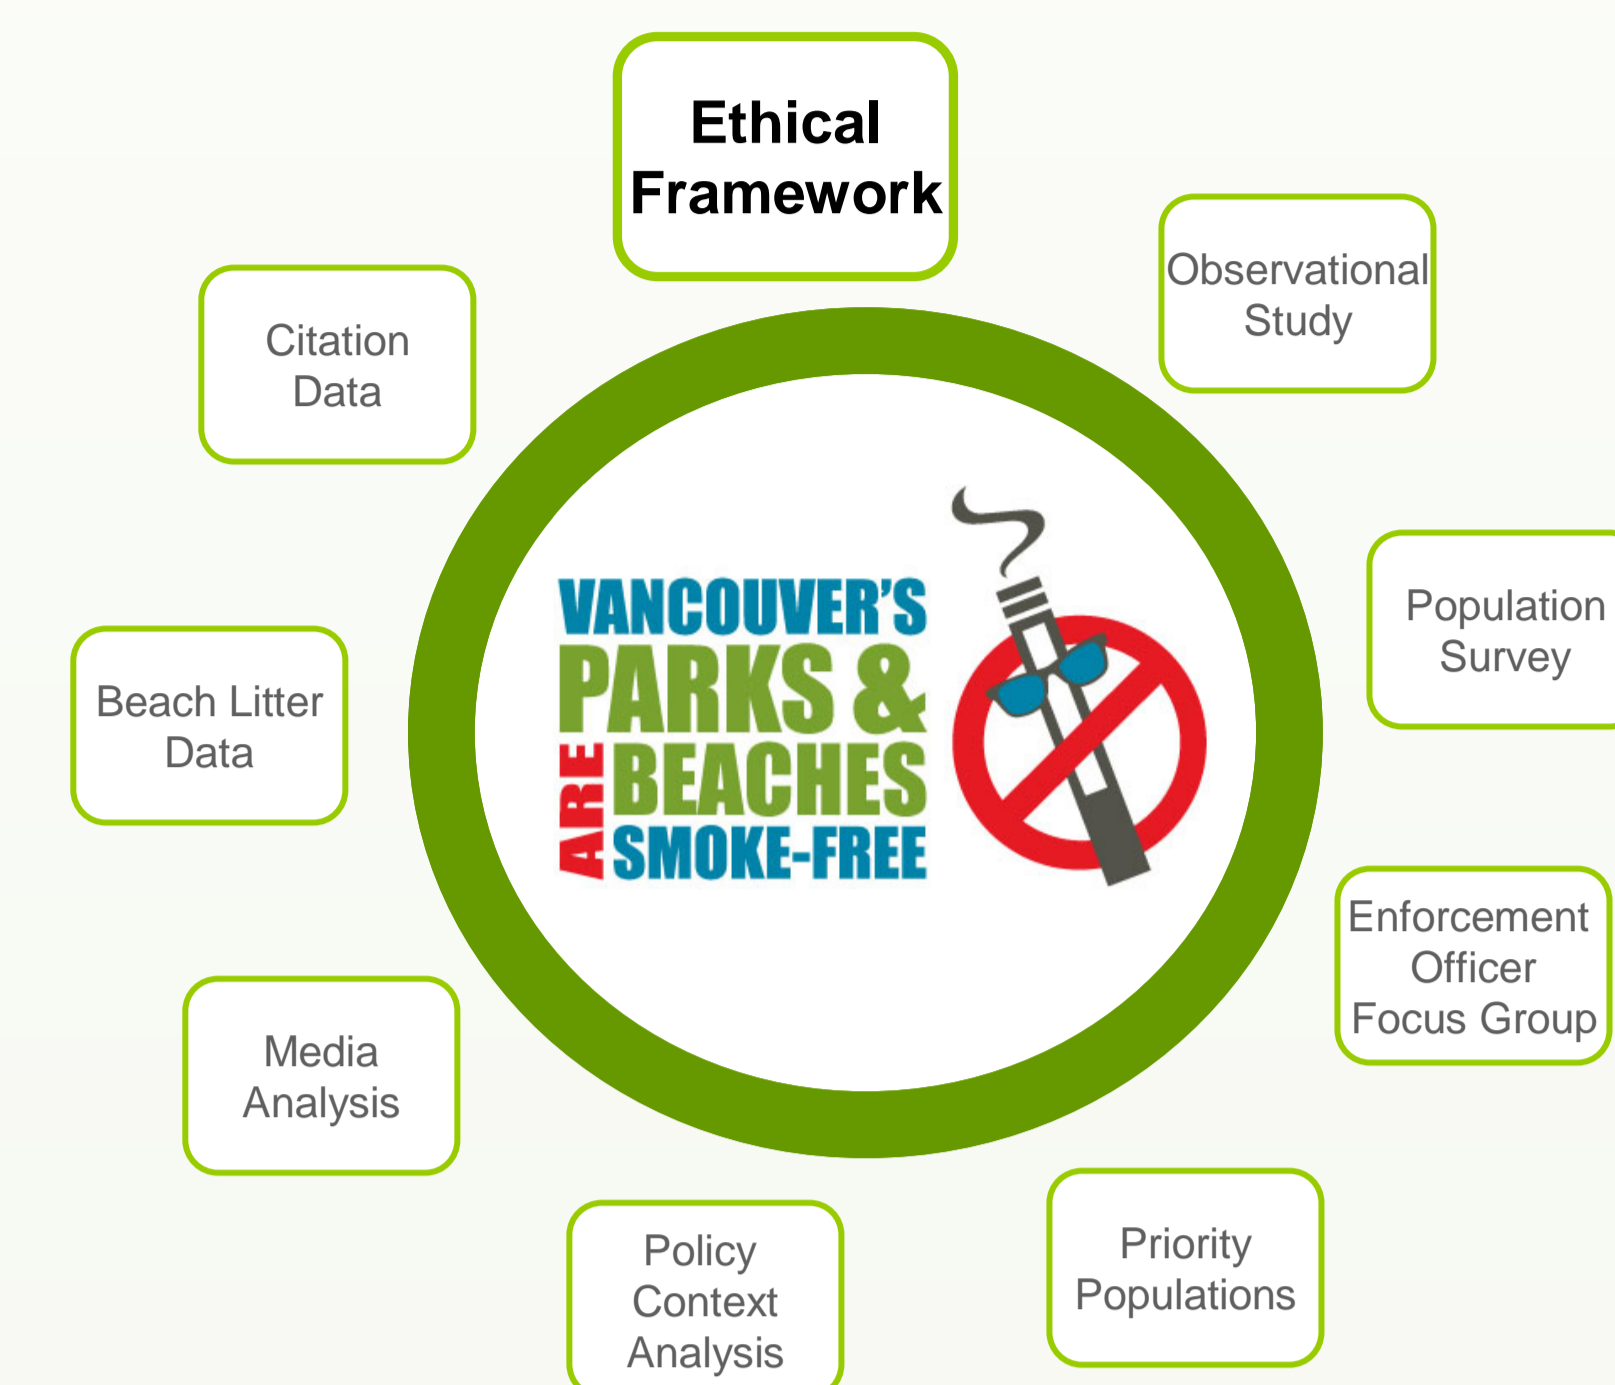 Ethical
Framework
Observational
Study
Citation
Data
Population
Survey
VANCOUVER'S
PARKS &
ARE
BEACHES
SMOKE-FREE
Beach Litter
Data
Enforcement
Officer
Focus Group
Media
Analysis
Priority
Populations
Policy
Context
Analysis